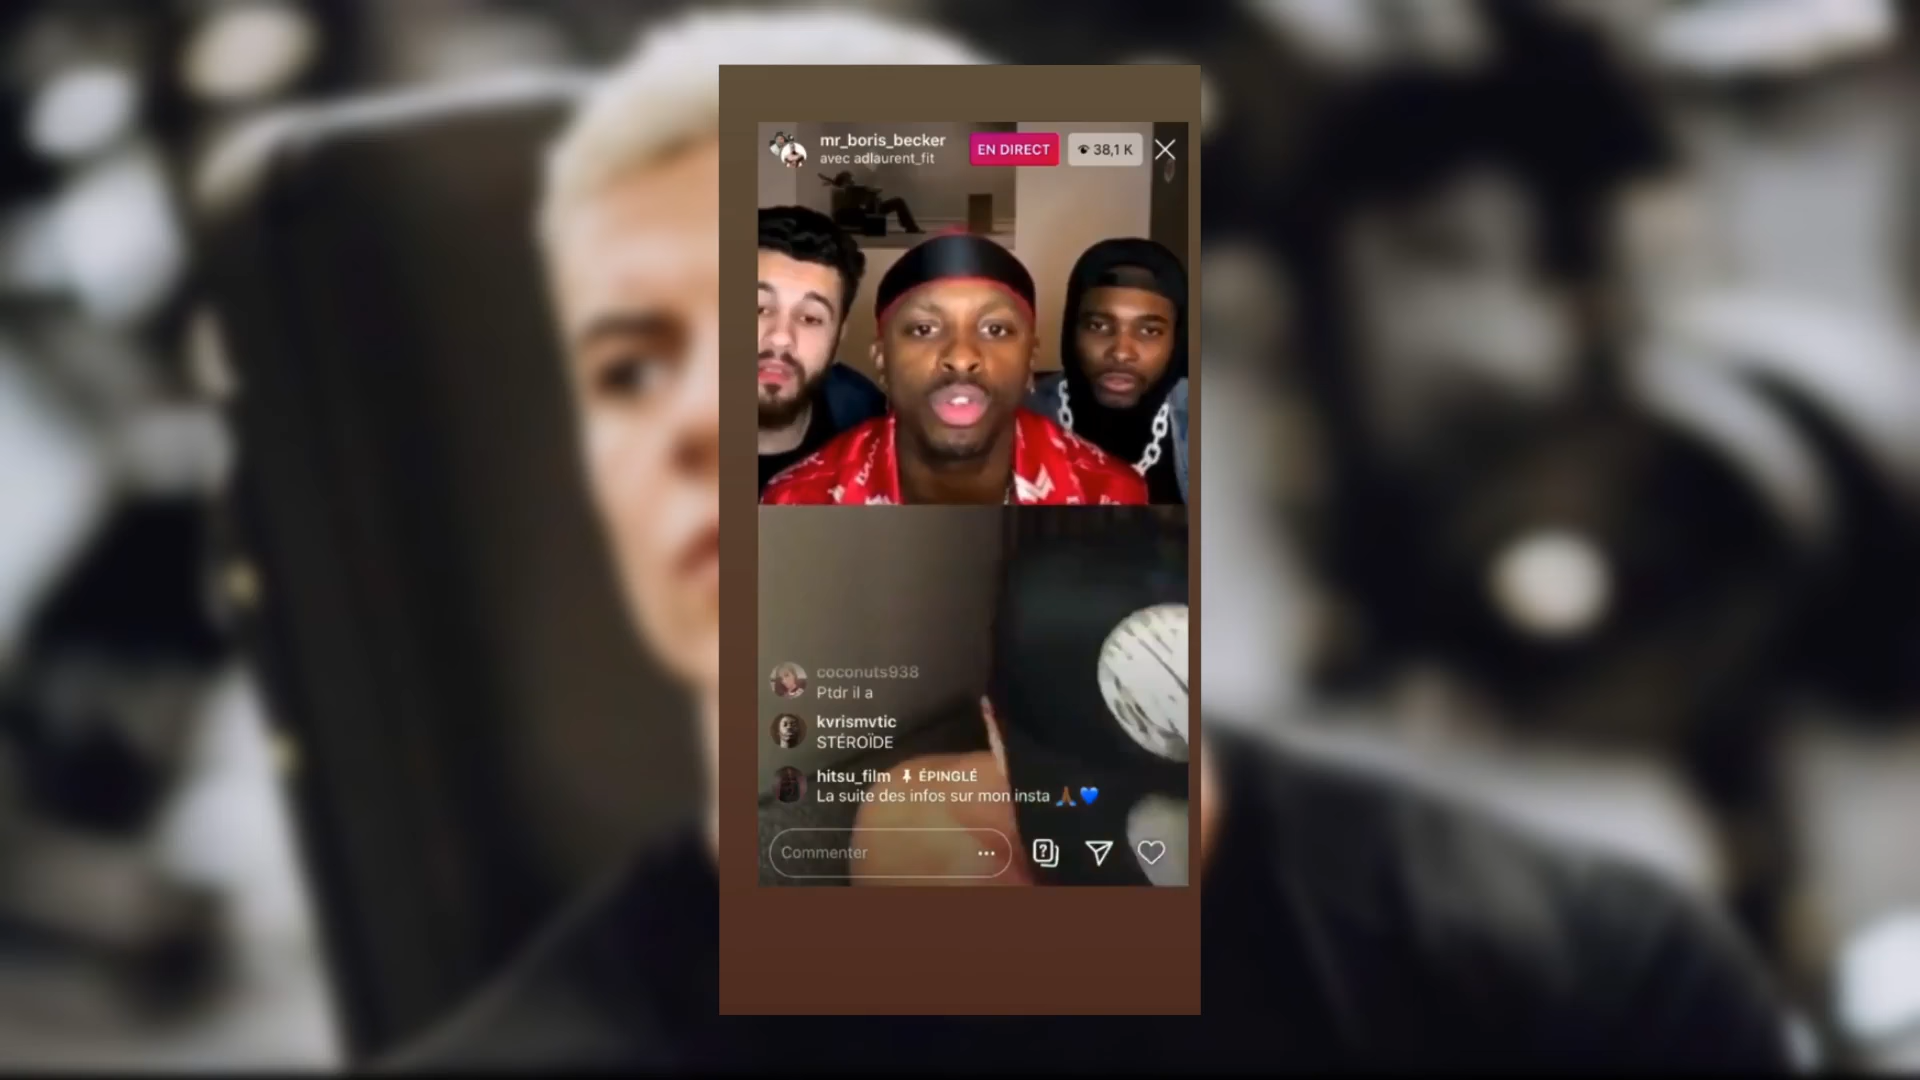 mr_boris_becker
avec adlaurent_fit
EN DIRECT
38,1 K
coconuts938
Ptdr il a
kvrismvtic
STÉROÏDE
hitsu_film ÉPINGLÉ
La suite des infos sur mon insta 🙏🏾💙
Commenter